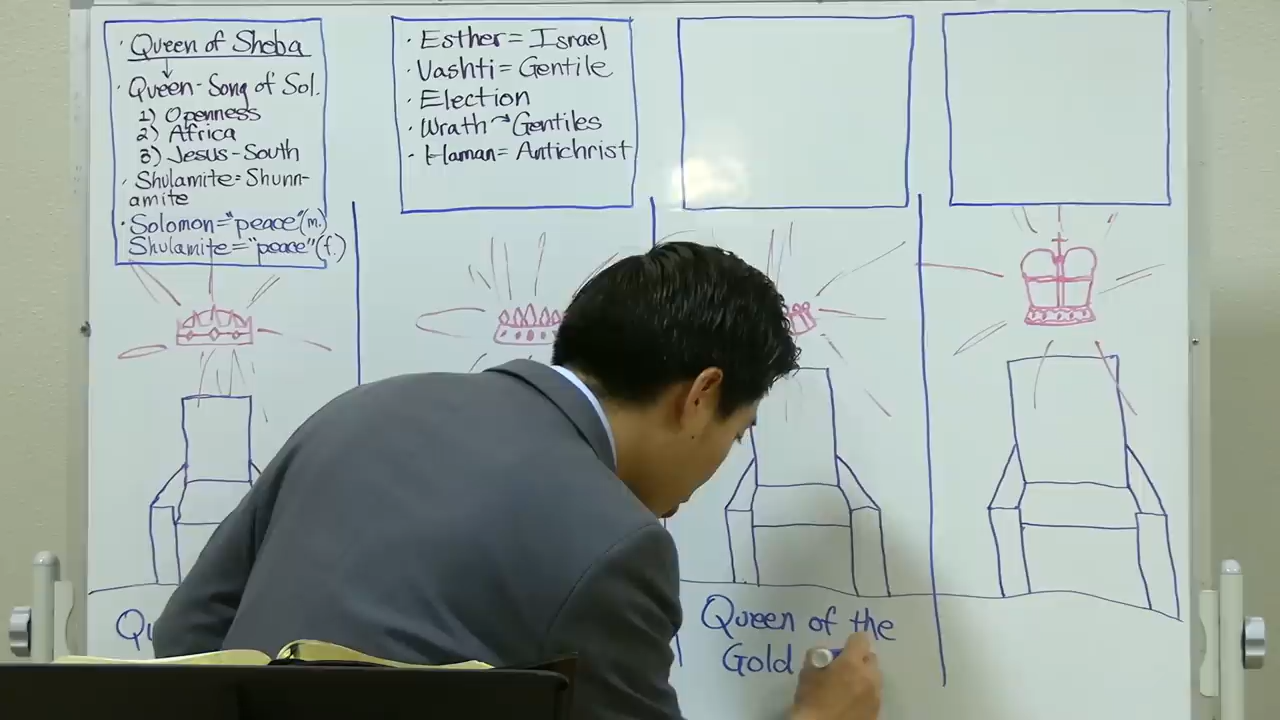 · Queen of Sheba
· Queen-Song of Sol.
1) Openness
2) Africa
3) Jesus-South
· Shulamite=Shunn-
amite
· Solomon="peace"(m.)
Shulamite="peace"(f.)
· Esther=Israel
· Vashti=Gentile
· Election
· Wrath→Gentiles
· Haman=Antichrist
Queen of the
Gold